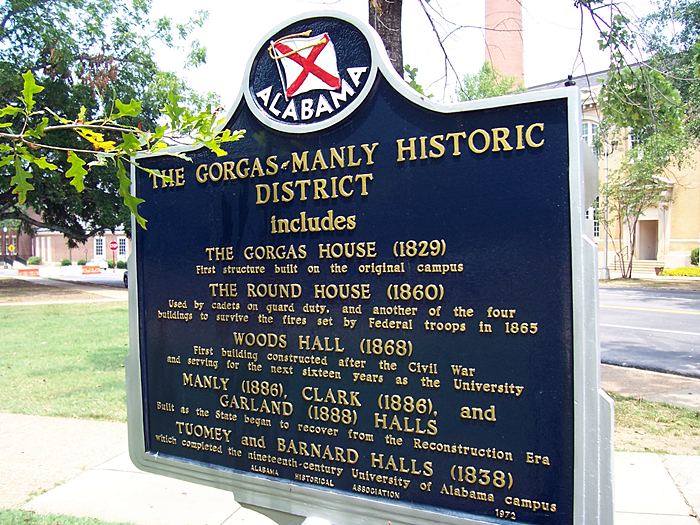 ALABAMA
THE GORGAS-MANLY HISTORIC
DISTRICT
includes
THE GORGAS HOUSE (1829)
First structure built on the original campus
THE ROUND HOUSE (1860)
Used by cadets on guard duty, and another of the four
buildings to survive the fires set by Federal troops in 1865
WOODS HALL (1868)
First building constructed after the Civil War
and serving for the next sixteen years as the University
MANLY (1886), CLARK (1886), and
GARLAND (1888) HALLS
Built as the State began to recover from the Reconstruction Era
TUOMEY and BARNARD HALLS (1838)
which completed the nineteenth-century University of Alabama campus
ALABAMA HISTORICAL ASSOCIATION
1972